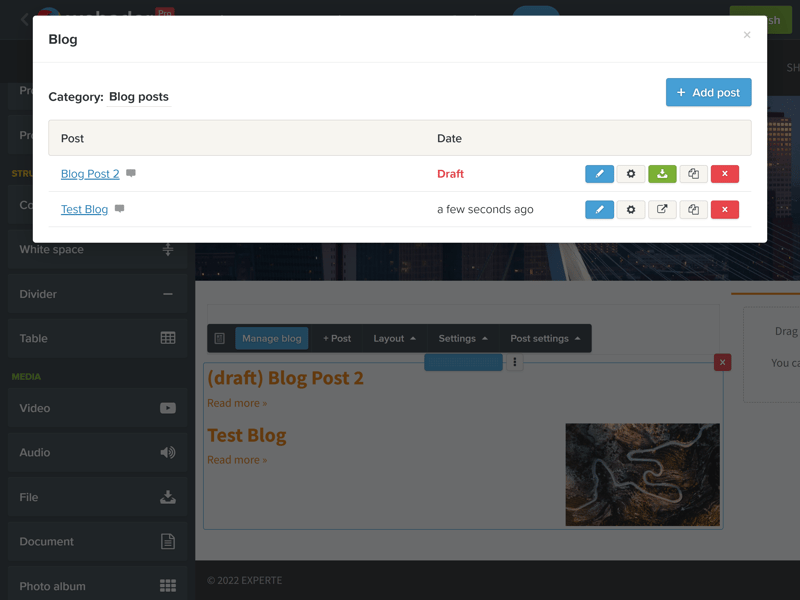 Pro
Blog
×
Category: Blog posts
+ Add post
Post
Date
Blog Post 2
Draft
Test Blog
a few seconds ago
White space
Divider
Table
MEDIA
Video
Audio
File
Document
Photo album
Manage blog
+ Post
Layout
Settings
Post settings
(draft) Blog Post 2
Read more »
Test Blog
Read more »
Drag
You ca
© 2022 EXPERTE
SH
sh
Pr
Pr
STRU
Co